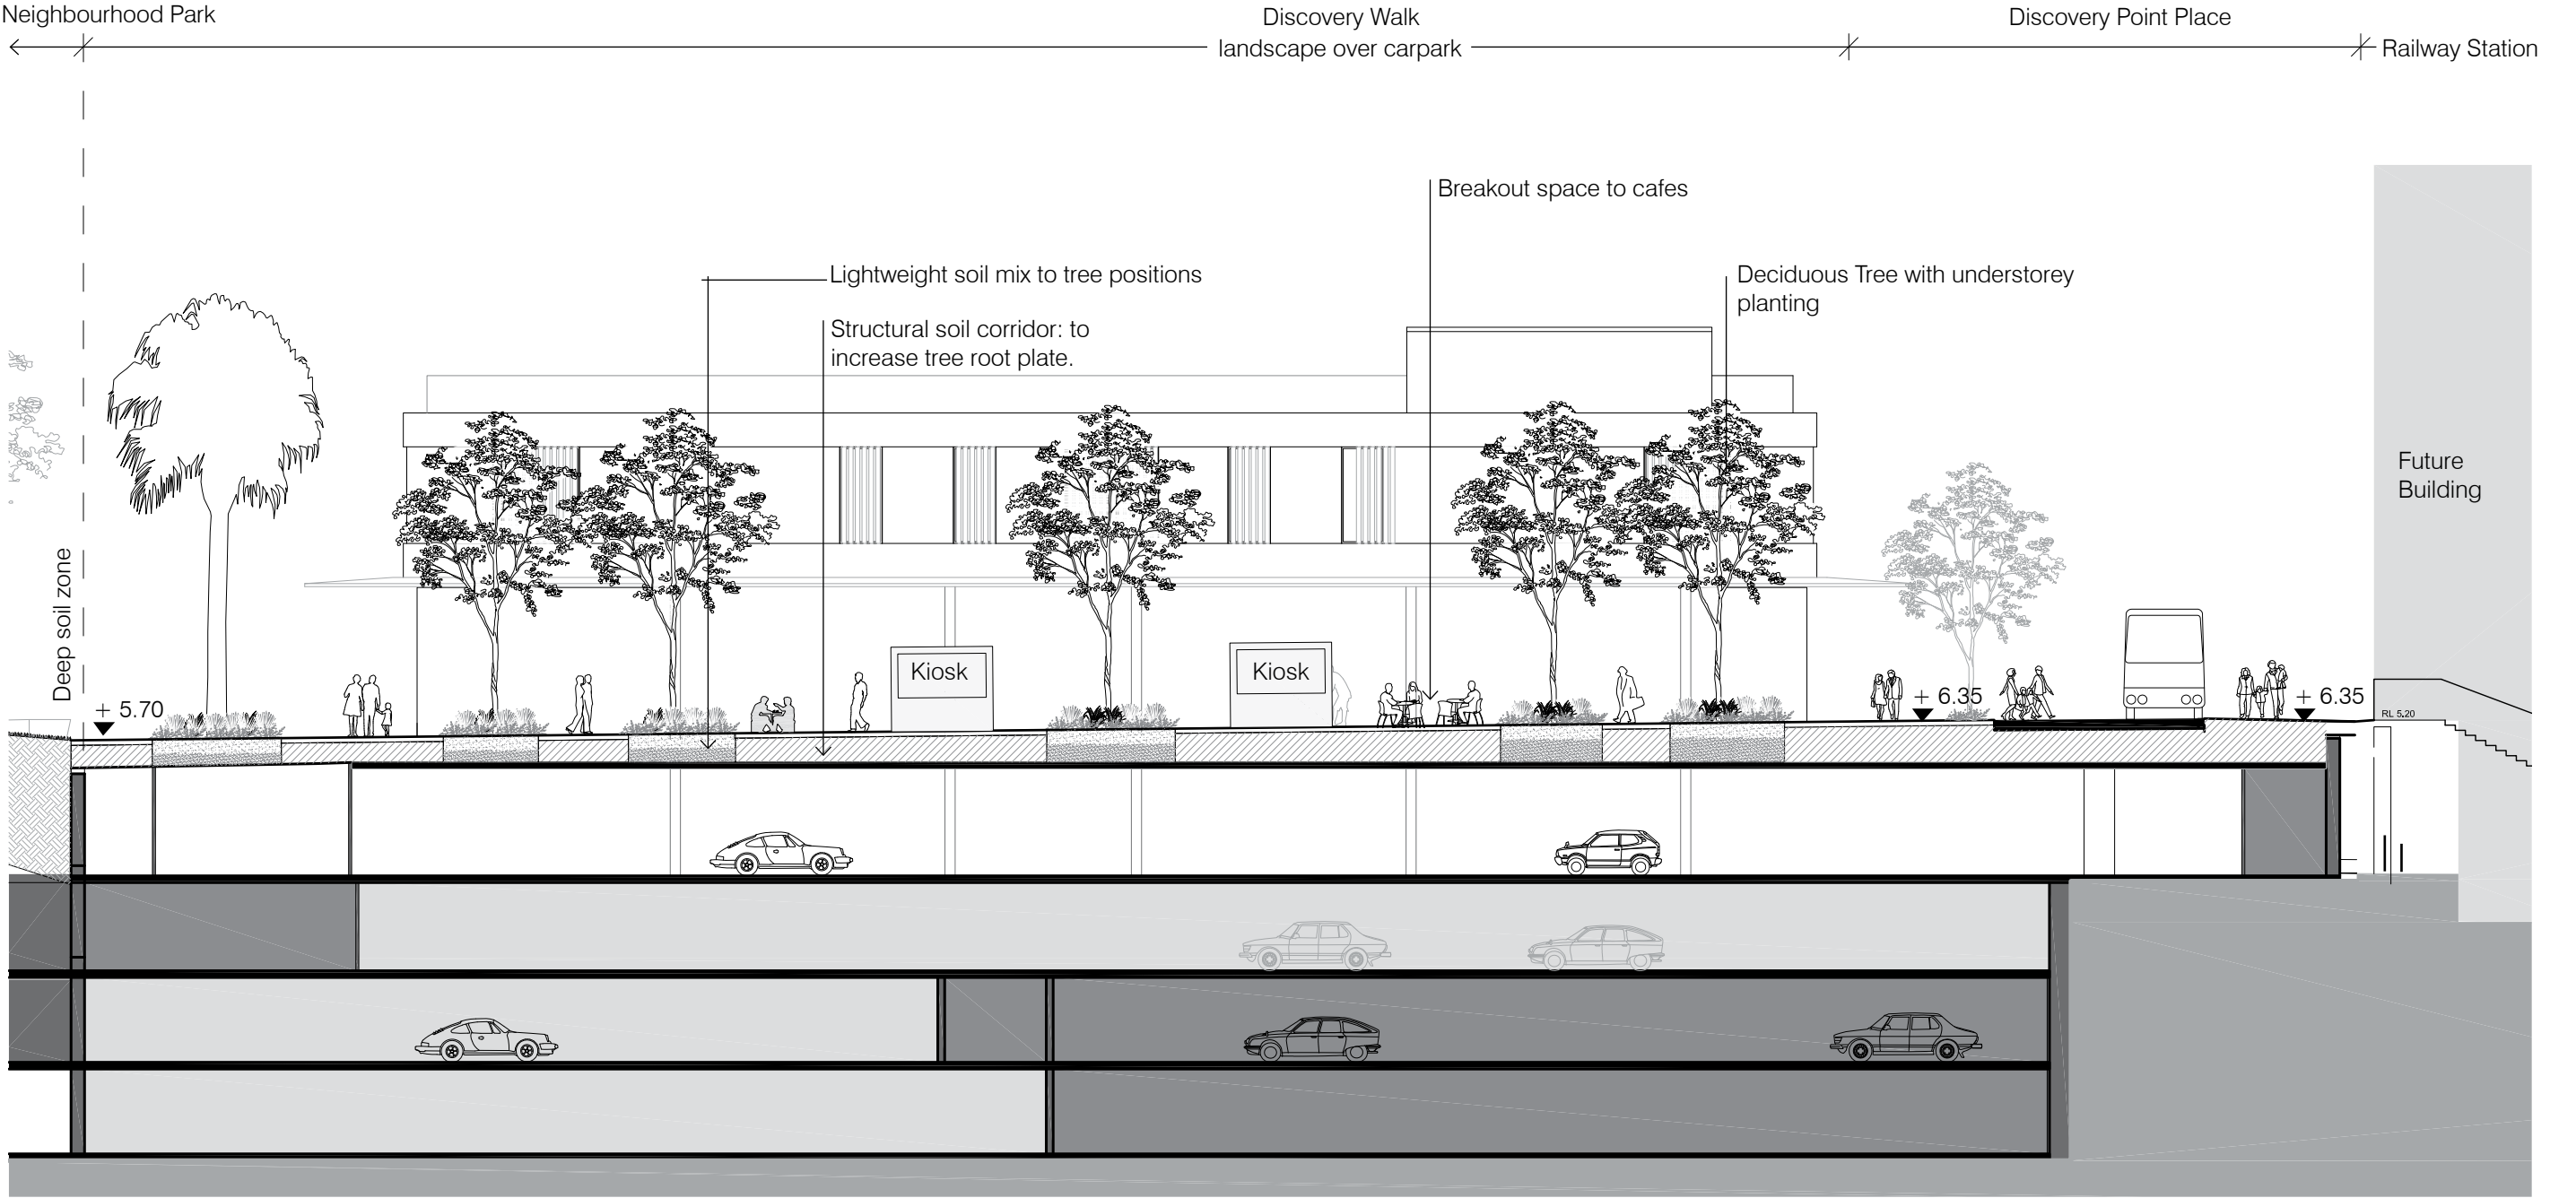 Neighbourhood Park
Discovery Walk
landscape over carpark
Discovery Point Place
Railway Station
Breakout space to cafes
Lightweight soil mix to tree positions
Deciduous Tree with understorey
planting
Structural soil corridor: to
increase tree root plate.
Future
Building
Deep soil zone
Kiosk
Kiosk
+ 5.70
+ 6.35
+ 6.35
RL 5.20